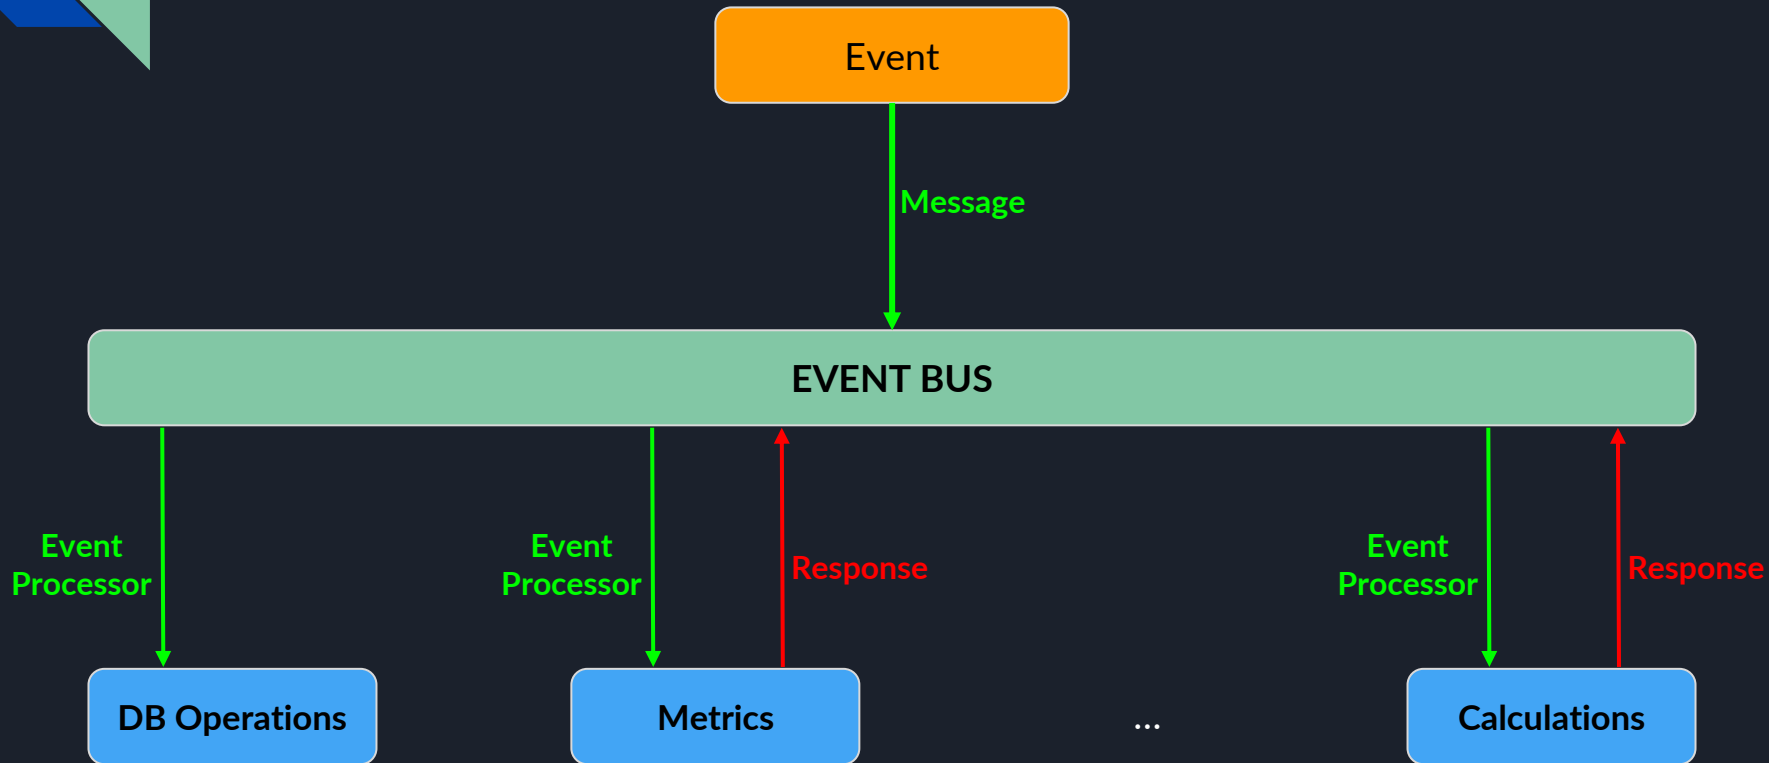 Event
Message
EVENT BUS
Event
Processor
Event
Processor
Response
Event
Processor
Response
DB Operations
Metrics
...
Calculations